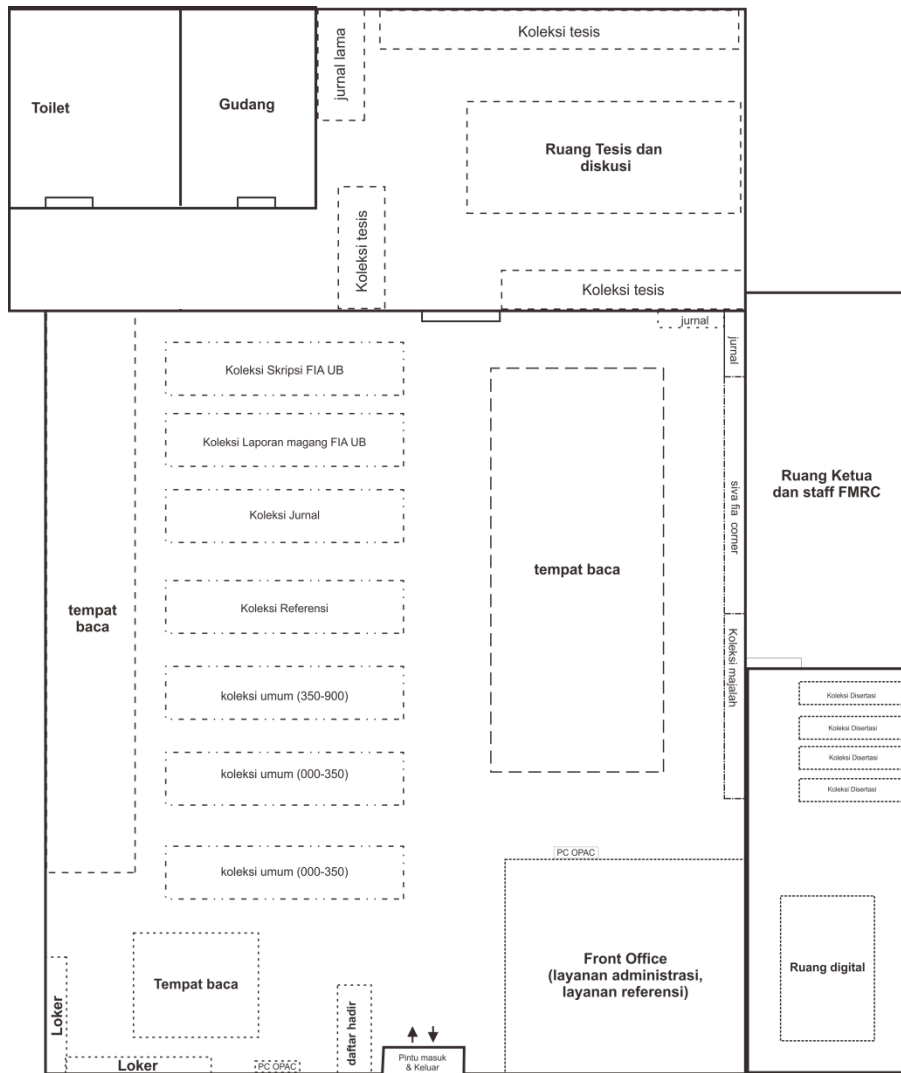 Koleksi tesis
jurnal lama
Toilet
Gudang
Ruang Tesis dan
diskusi
Koleksi tesis
Koleksi tesis
jurnal
jurnal
Koleksi Skripsi FIA UB
Koleksi Laporan magang FIA UB
Koleksi Jurnal
siva fia corner
Ruang Ketua
dan staff FMRC
tempat baca
tempat
baca
Koleksi Referensi
Koleksi majalah
koleksi umum (350-900)
Koleksi Disertasi
Koleksi Disertasi
Koleksi Disertasi
Koleksi Disertasi
koleksi umum (000-350)
koleksi umum (000-350)
PC OPAC
Front Office
(layanan administrasi,
layanan referensi)
Ruang digital
Tempat baca
Loker
daftar hadir
Loker
PC OPAC
Pintu masuk
& Keluar